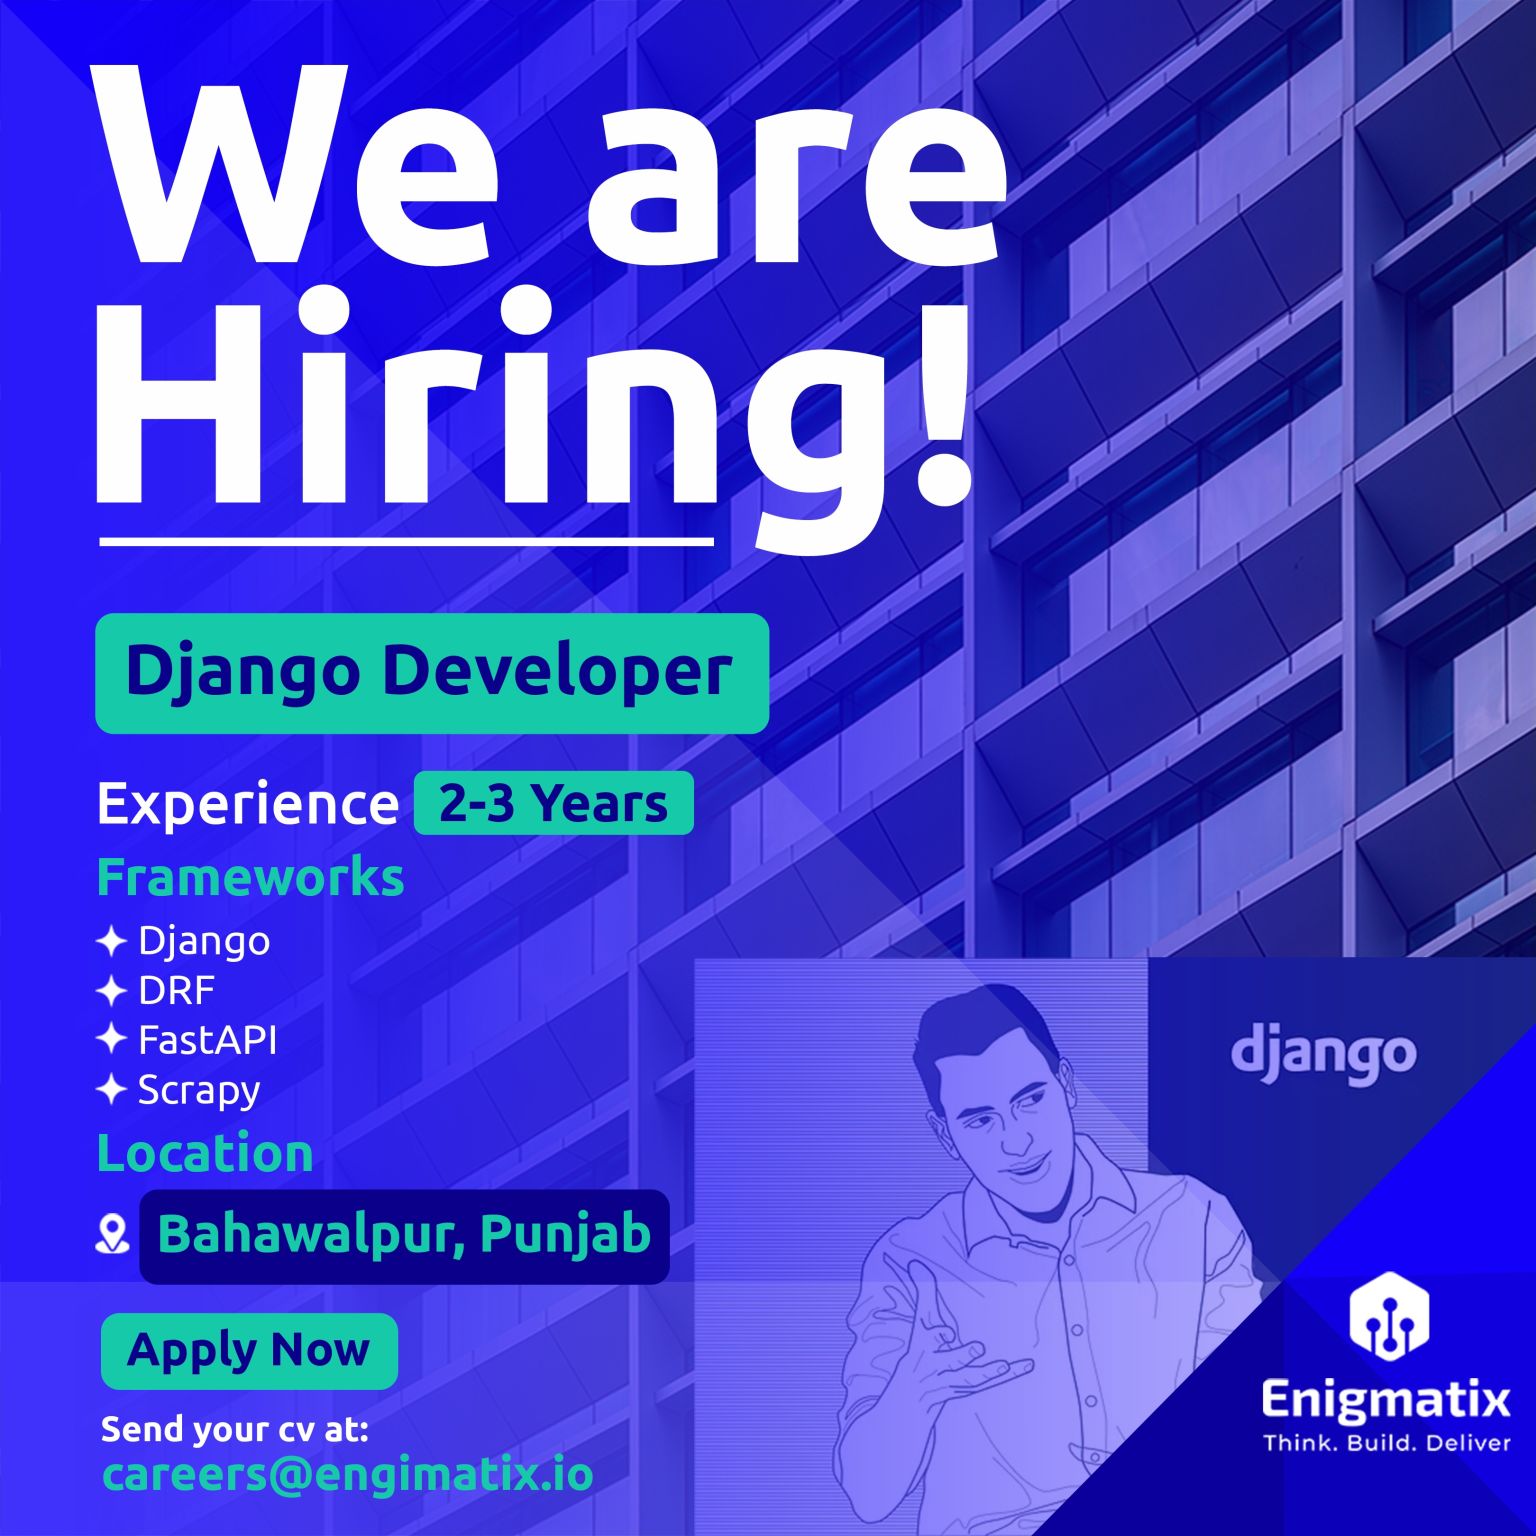 We are
Hiring!
Django Developer
Experience 2-3 Years
Frameworks
Django
DRF
FastAPI
Scrapy
Location
Bahawalpur, Punjab
Apply Now
Send your cv at:
careers@engimatix.io
django
Enigmatix
Think. Build. Deliver